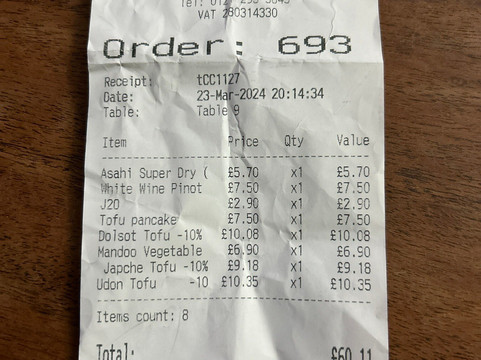 VAT 280314330
Order: 693
Receipt: tCC1127
Date: 23-Mar-2024 20:14:34
Table: Table 9
Item Price Qty Value
Asahi Super Dry ( £5.70 x1 £5.70
White Wine Pinot £7.50 x1 £7.50
J20 £2.90 x1 £2.90
Tofu pancake £7.50 x1 £7.50
Dolsot Tofu -10% £10.08 x1 £10.08
Mandoo Vegetable £6.90 x1 £6.90
Japche Tofu -10% £9.18 x1 £9.18
Udon Tofu -10 £10.35 x1 £10.35
Items count: 8
Total: £60.11